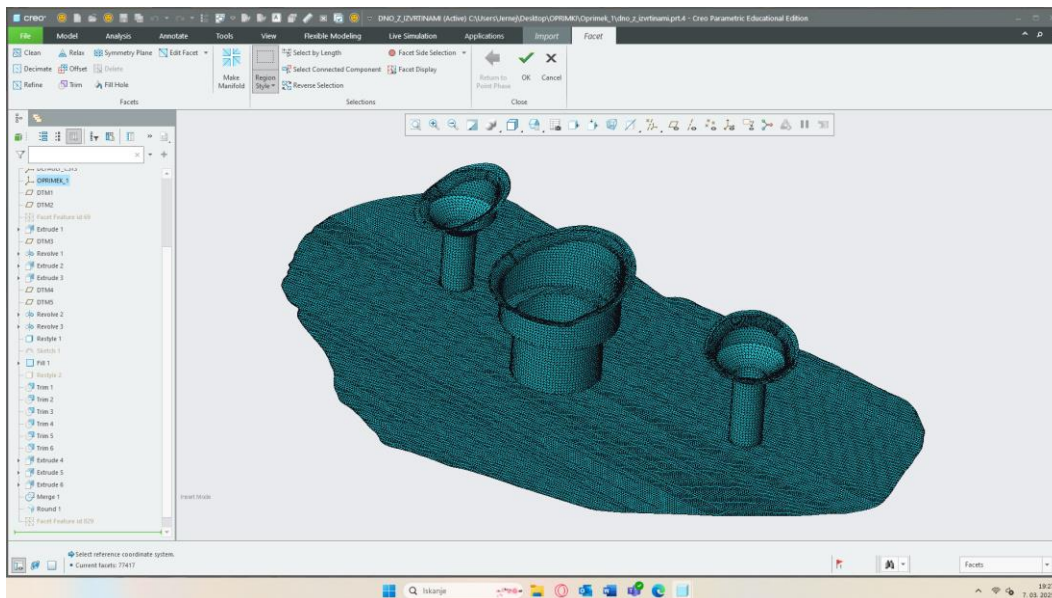 creo DNO_Z_IZVRTINAMI (Active) C:\Users\Jernej\Desktop\OPRIMKI\Oprimek_1\dno_z_izvrtinami.prt.4 - Creo Parametric Educational Edition
File Model Analysis Annotate Tools View Flexible Modeling Live Simulation Applications Import Facet
Clean Relax Symmetry Plane Edit Facet Select by Length Facet Side Selection
Decimate Offset Delete Select Connected Component Facet Display
Refine Trim Fill Hole Reverse Selection
Make Manifold
Region Style
Return to Point Phase
OK Cancel
Facets Selections Close
OPRIMEK_1
DTM1
DTM2
Facet Feature id 69
Extrude 1
DTM3
Revolve 1
Extrude 2
Extrude 3
DTM4
DTM5
Revolve 2
Revolve 3
Restyle 1
Sketch 1
Fill 1
Restyle 2
Trim 1
Trim 2
Trim 3
Trim 4
Trim 5
Trim 6
Extrude 4
Extrude 5
Extrude 6
Merge 1
Round 1
Insert Mode
Select reference coordinate system.
Current facets: 77417
Facets
Iskanje